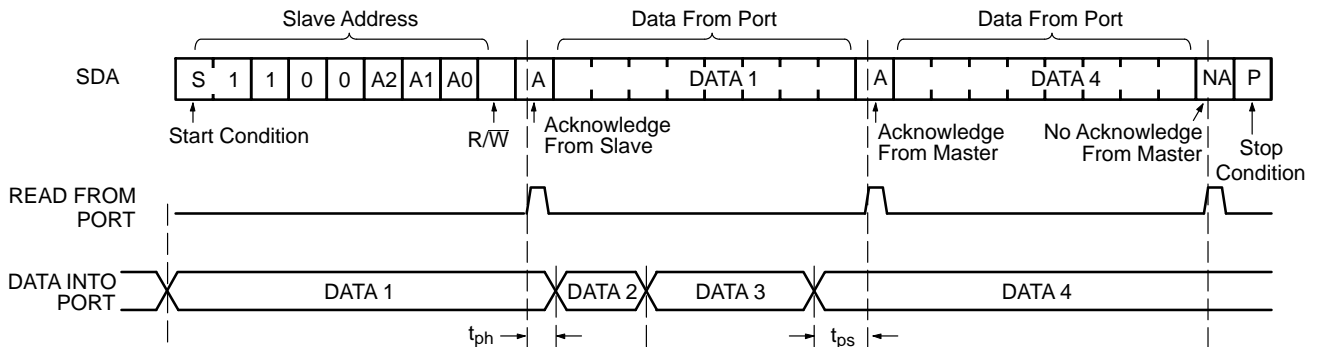 Slave Address
Data From Port
Data From Port
SDA
S 1 1 0 0 A2 A1 A0 A DATA 1 A DATA 4 NA P
Start Condition
R/W̅
Acknowledge
From Slave
Acknowledge
From Master
No Acknowledge
From Master
Stop
Condition
READ FROM
PORT
DATA INTO
PORT
DATA 1
DATA 2
DATA 3
DATA 4
tph
tps